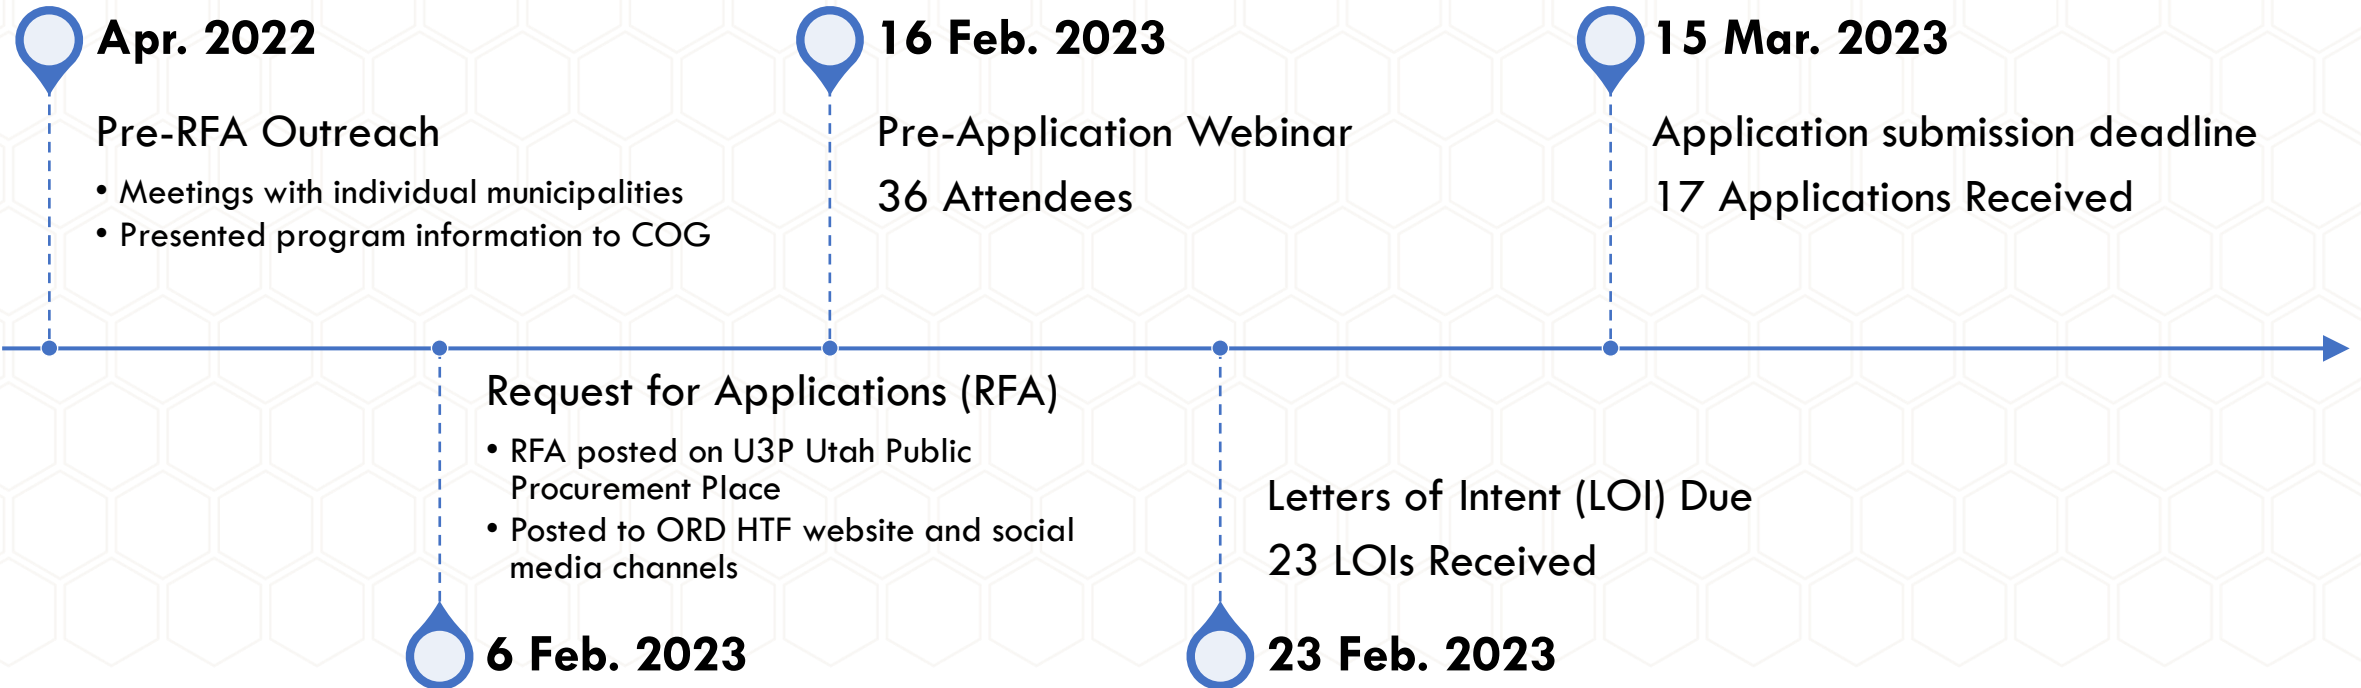 Apr. 2022
Pre-RFA Outreach
• Meetings with individual municipalities
• Presented program information to COG
6 Feb. 2023
Request for Applications (RFA)
• RFA posted on U3P Utah Public
Procurement Place
• Posted to ORD HTF website and social
media channels
16 Feb. 2023
Pre-Application Webinar
36 Attendees
23 Feb. 2023
Letters of Intent (LOI) Due
23 LOIs Received
15 Mar. 2023
Application submission deadline
17 Applications Received